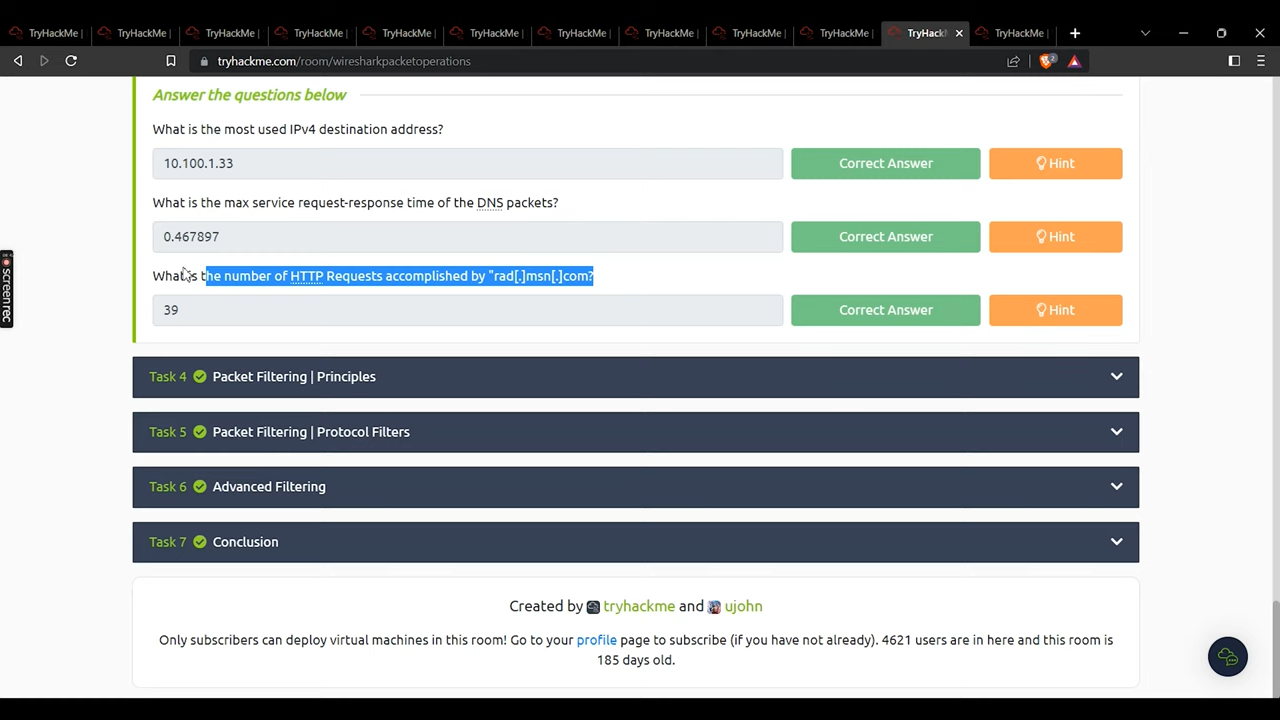 TryHackMe | TryHackMe | TryHackMe | TryHackMe | TryHackMe | TryHackMe | TryHackMe | TryHackMe | TryHackMe | TryHackMe | TryHack TryHackMe |
tryhackme.com/room/wiresharkpacketoperations 2
Answer the questions below
What is the most used IPv4 destination address?
10.100.1.33 Correct Answer Hint
What is the max service request-response time of the DNS packets?
0.467897 Correct Answer Hint
What is the number of HTTP Requests accomplished by "rad[.]msn[.]com?
39 Correct Answer Hint
screen rec
Task 4 Packet Filtering | Principles
Task 5 Packet Filtering | Protocol Filters
Task 6 Advanced Filtering
Task 7 Conclusion
Created by tryhackme and ujohn
Only subscribers can deploy virtual machines in this room! Go to your profile page to subscribe (if you have not already). 4621 users are in here and this room is
185 days old.